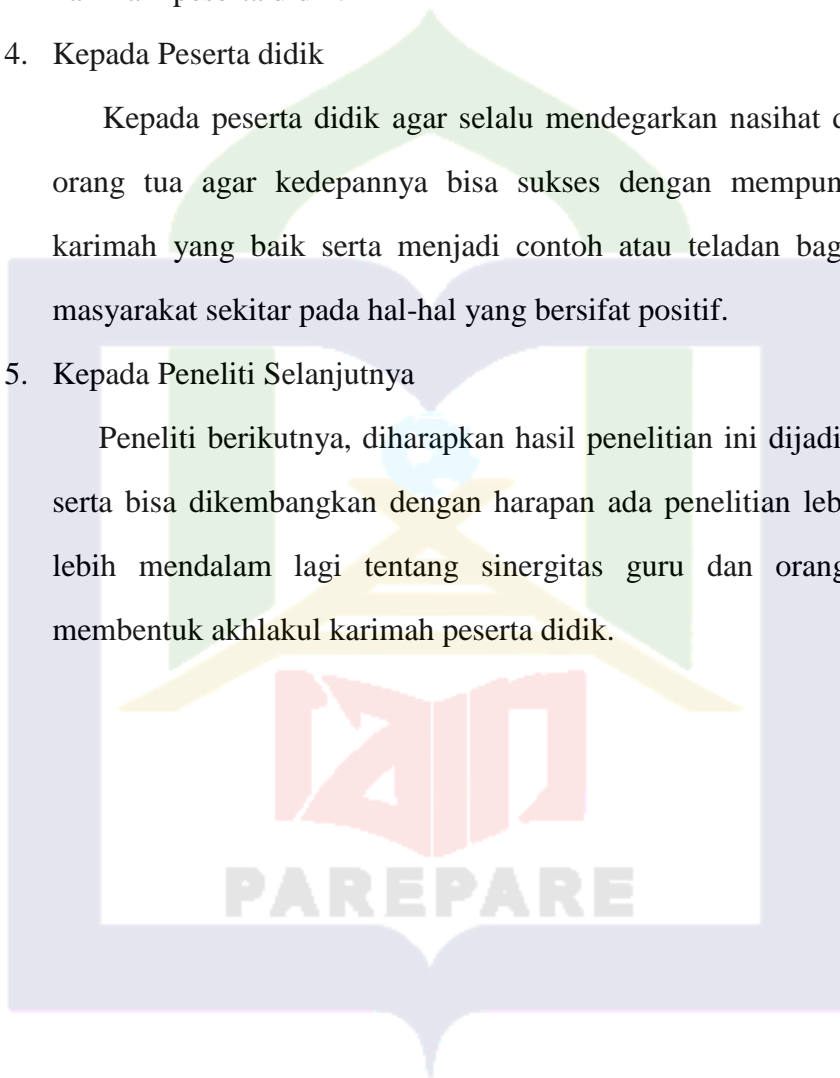 4. Kepada Peserta didik
Kepada peserta didik agar selalu mendegarkan nasihat
orang tua agar kedepannya bisa sukses dengan
karimah yang baik serta menjadi contoh atau teladan
masyarakat sekitar pada hal-hal yang bersifat positif.
5. Kepada Peneliti Selanjutnya
Peneliti berikutnya, diharapkan hasil penelitian ini
serta bisa dikembangkan dengan harapan ada penelitian
lebih mendalam lagi tentang sinergitas guru dan orang
membentuk akhlakul karimah peserta didik.
iain
PAREPARE